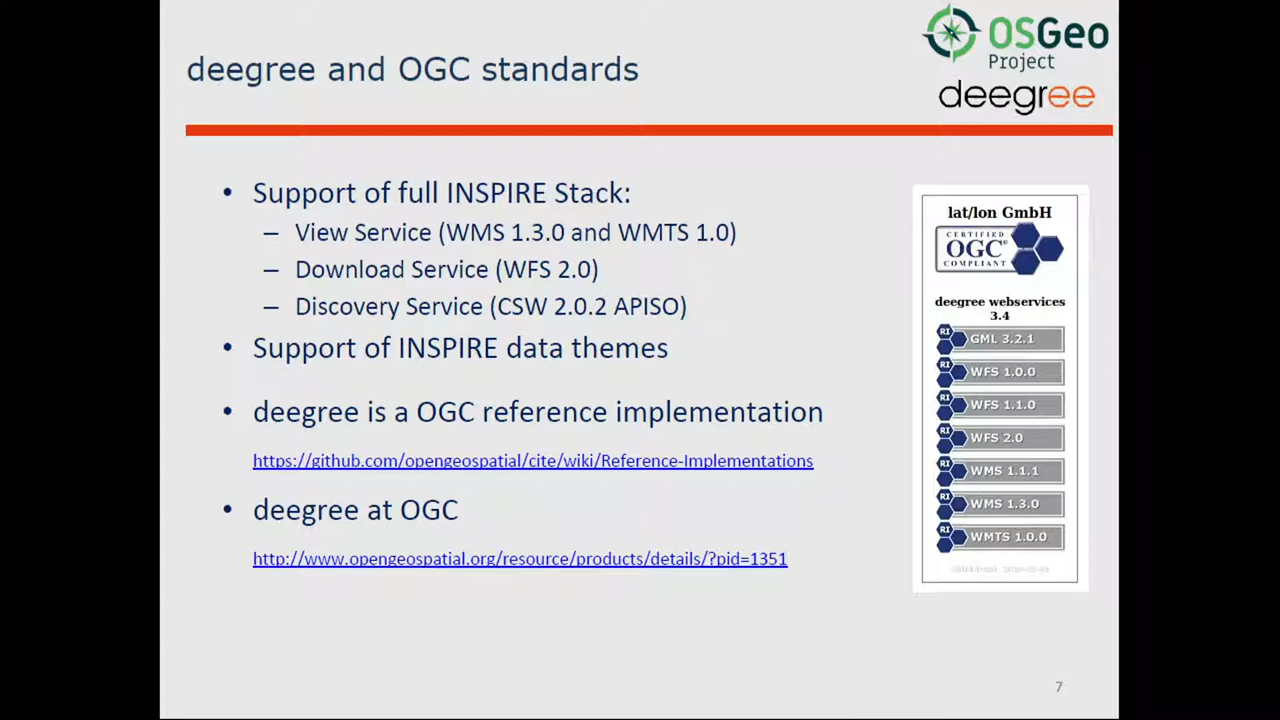 OSGeo
Project
deegree
deegree and OGC standards
• Support of full INSPIRE Stack:
– View Service (WMS 1.3.0 and WMTS 1.0)
– Download Service (WFS 2.0)
– Discovery Service (CSW 2.0.2 APISO)
• Support of INSPIRE data themes
• deegree is a OGC reference implementation
https://github.com/opengeospatial/cite/wiki/Reference-Implementations
• deegree at OGC
http://www.opengeospatial.org/resource/products/details/?pid=1351
lat/lon GmbH
CERTIFIED
OGC®
COMPLIANT
deegree webservices
3.4
RI GML 3.2.1
RI WFS 1.0.0
RI WFS 1.1.0
RI WFS 2.0
RI WMS 1.1.1
RI WMS 1.3.0
RI WMTS 1.0.0
7